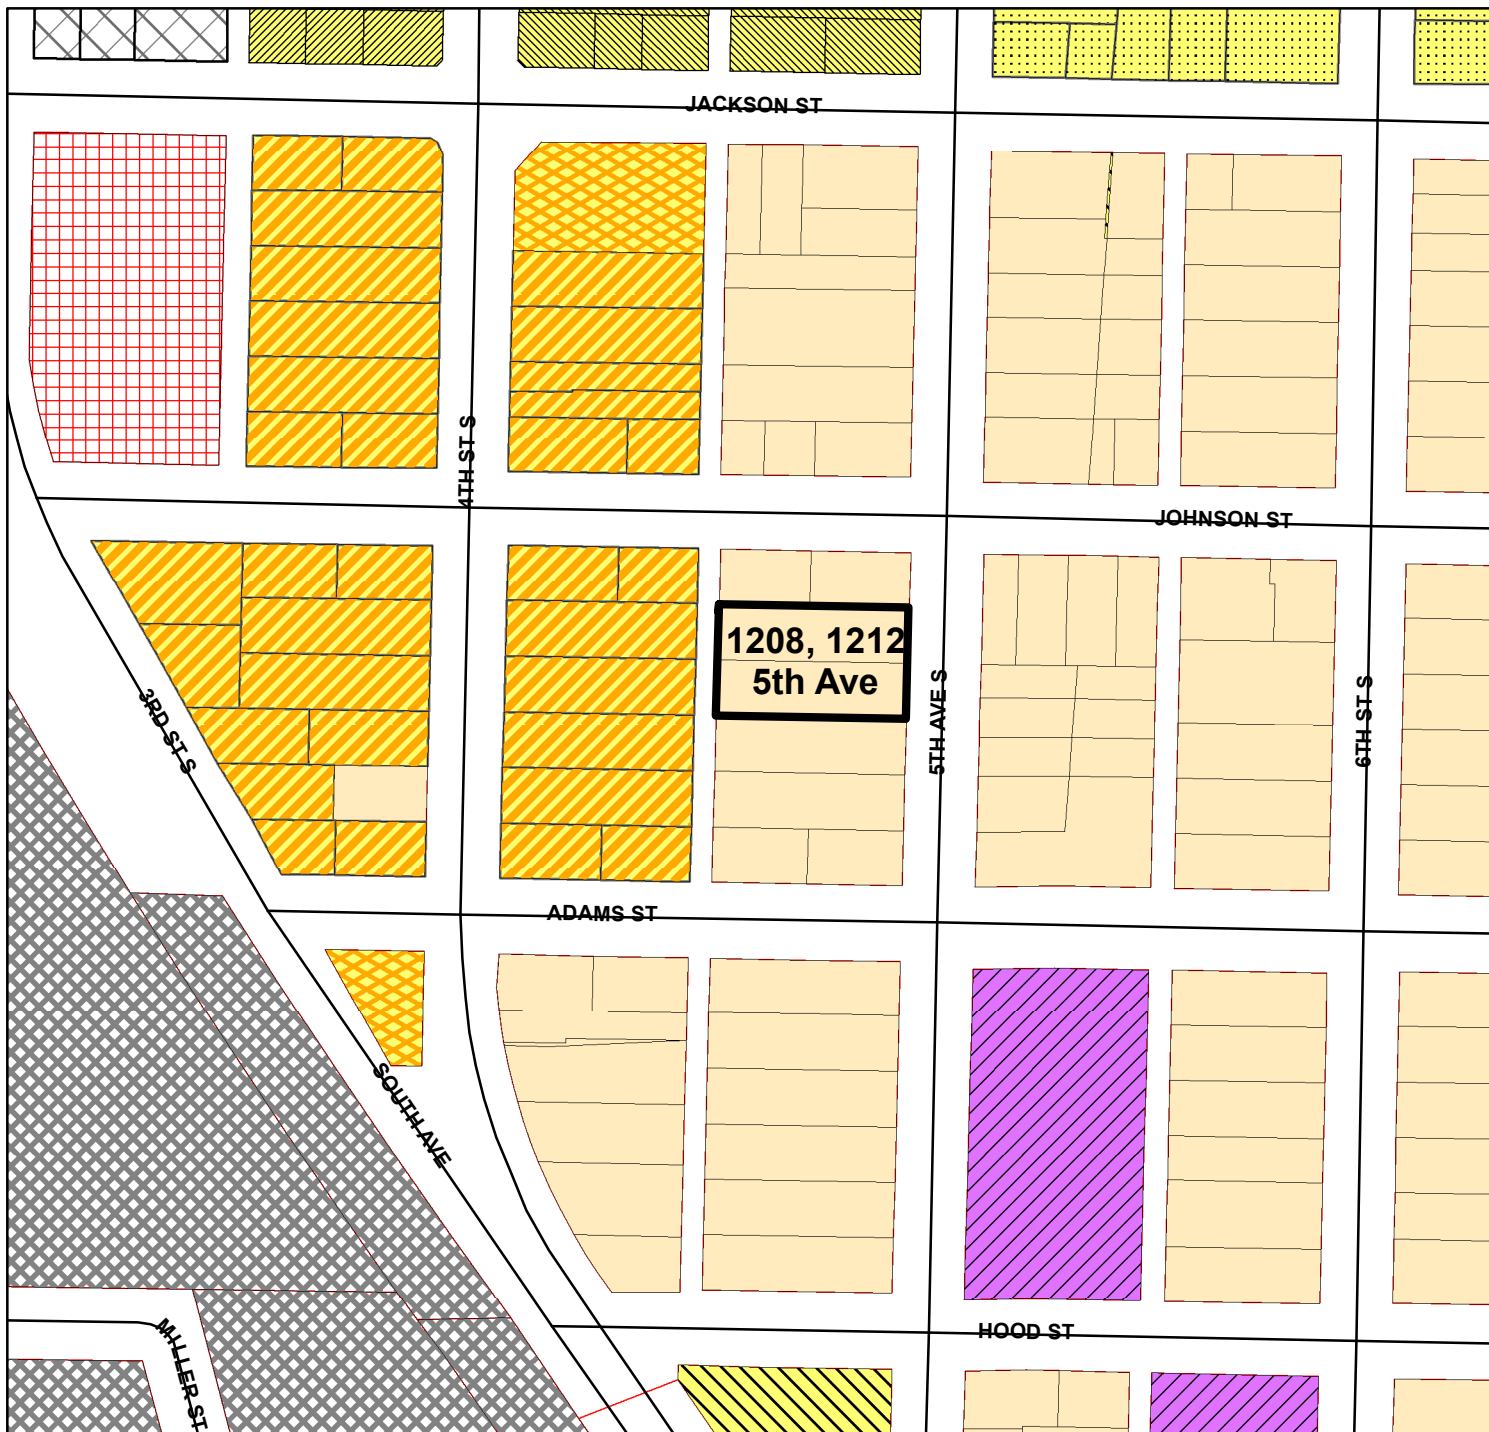 JACKSON ST
4TH ST S
JOHNSON ST
1208, 1212
5th Ave
3RD ST S
5TH AVE S
6TH ST S
ADAMS ST
SOUTH AVE
HOOD ST
MILLER ST